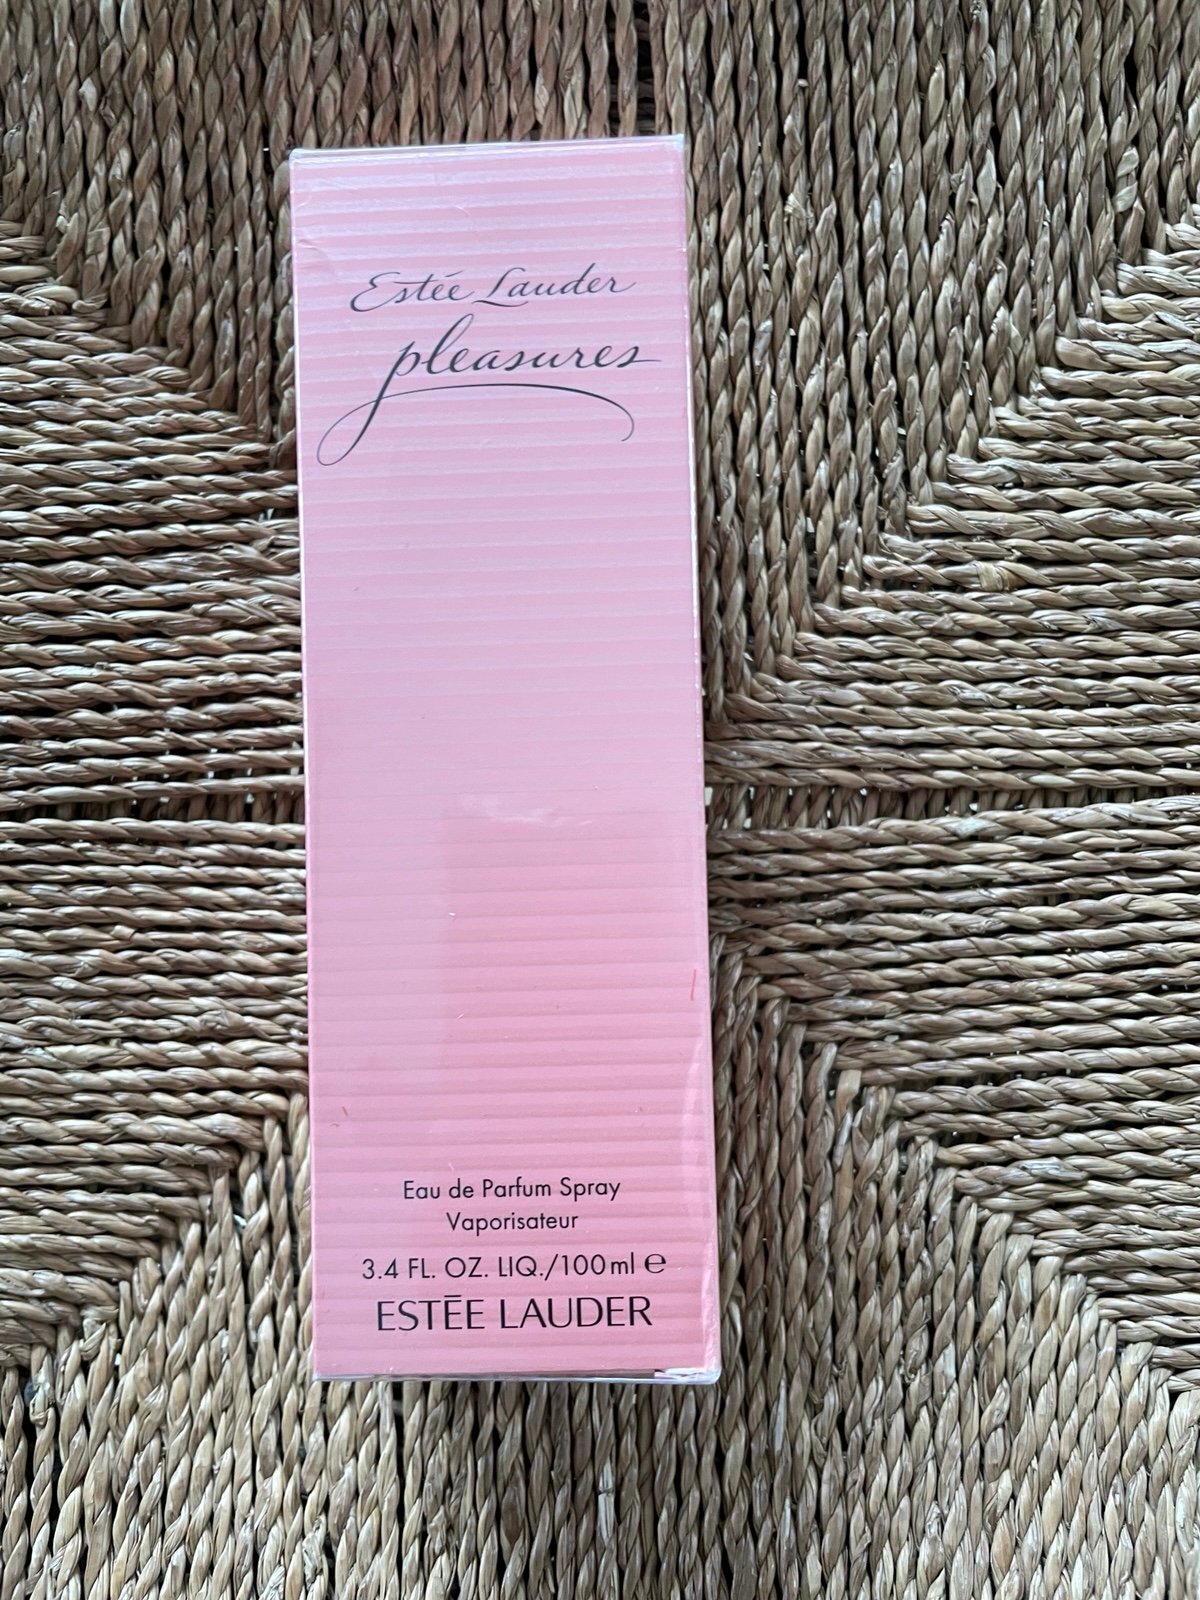 Estée Lauder
pleasures
Eau de Parfum Spray
Vaporisateur
3.4 FL. OZ. LIQ./100ml ℮
ESTĒE LAUDER